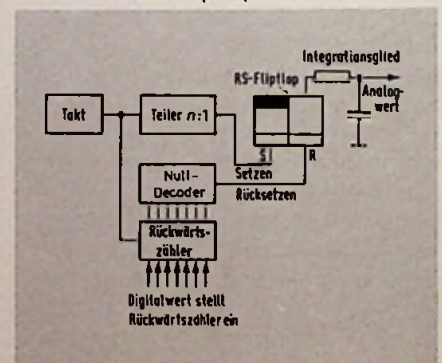 Integrationsglied
RS-Flipflop
Analog-
wert
Takt
Teiler n:1
S
R
Setzen
Rücksetzen
Null-
Decoder
Rückwärts-
zähler
Digitalwert stellt
Rückwärtszähler ein